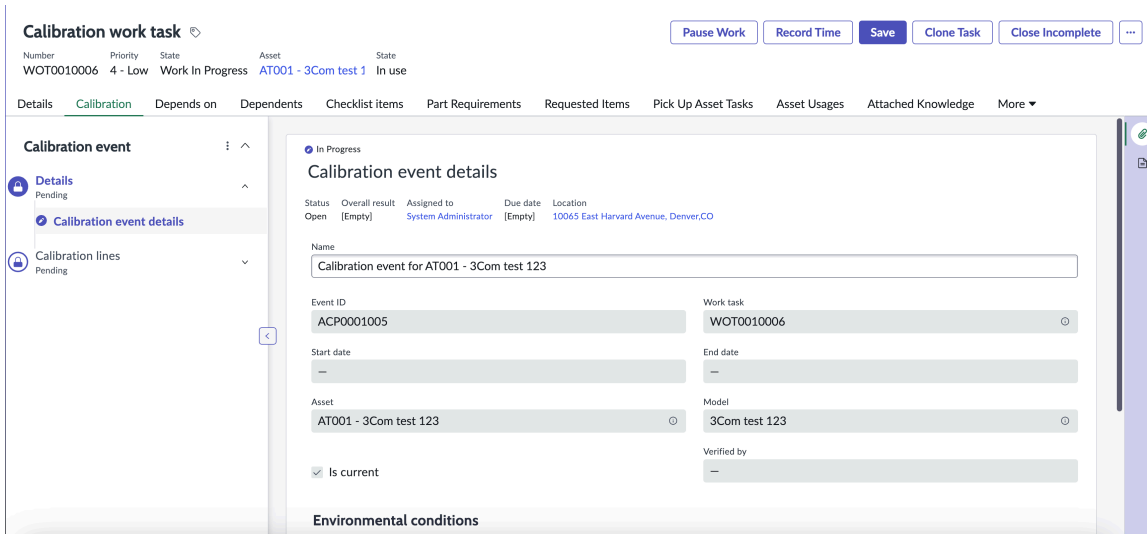 Calibration work task
Pause Work Record Time Save Clone Task Close Incomplete ...
Number Priority State Asset State
WOT0010006 4 - Low Work In Progress AT001 - 3Com test 1 In use
Details Calibration Depends on Dependents Checklist items Part Requirements Requested Items Pick Up Asset Tasks Asset Usages Attached Knowledge More
Calibration event
Details
Pending
Calibration event details
Calibration lines
Pending
In Progress
Calibration event details
Status Overall result Assigned to Due date Location
Open [Empty] System Administrator [Empty] 10065 East Harvard Avenue, Denver,CO
Name
Calibration event for AT001 - 3Com test 123
Event ID Work task
ACP0001005 WOT0010006
Start date End date
— —
Asset Model
AT001 - 3Com test 123 3Com test 123
Verified by
Is current —
Environmental conditions